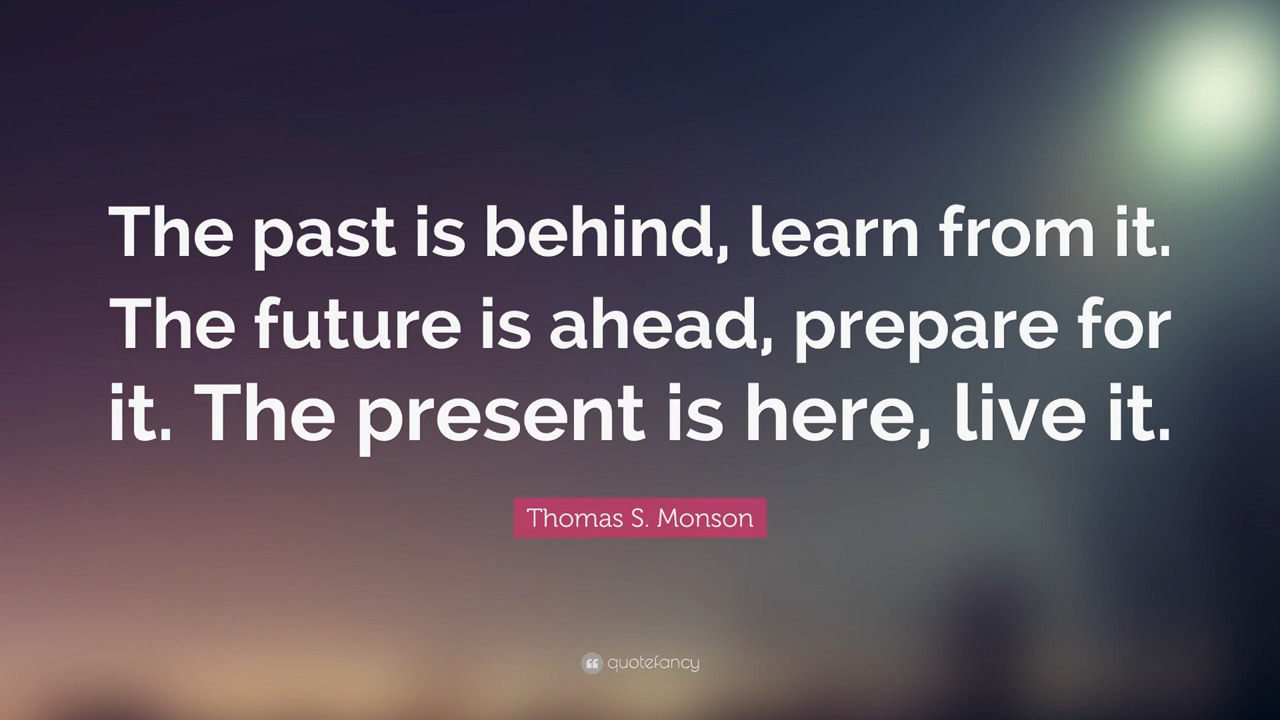 The past is behind, learn from it.
The future is ahead, prepare for
it. The present is here, live it.
Thomas S. Monson
quotefancy